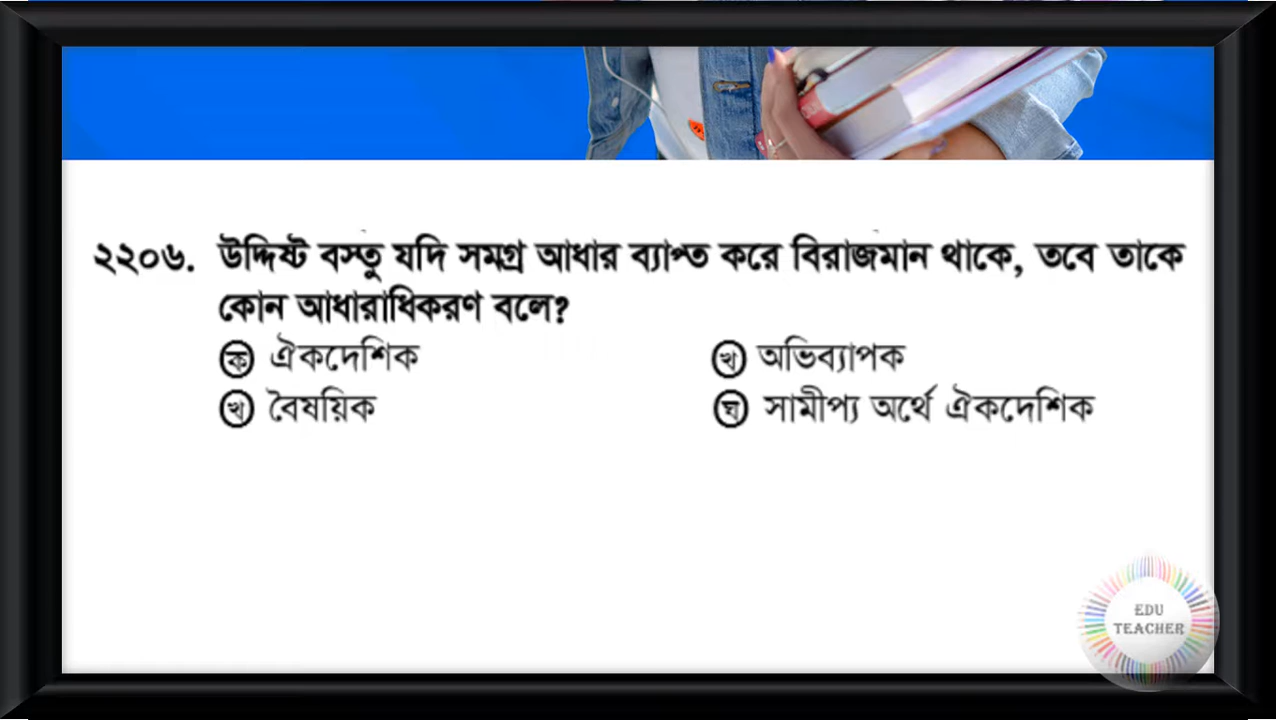 ২২০৬. উদ্দিষ্ট বস্তু যদি সমগ্র আধার ব্যাপ্ত করে বিরাজমান থাকে, তবে তাকে
কোন আধারাধিকরণ বলে?
ক ঐকদেশিক খ অভিব্যাপক
খ বৈষয়িক ঘ সামীপ্য অর্থে ঐকদেশিক
EDU
TEACHER